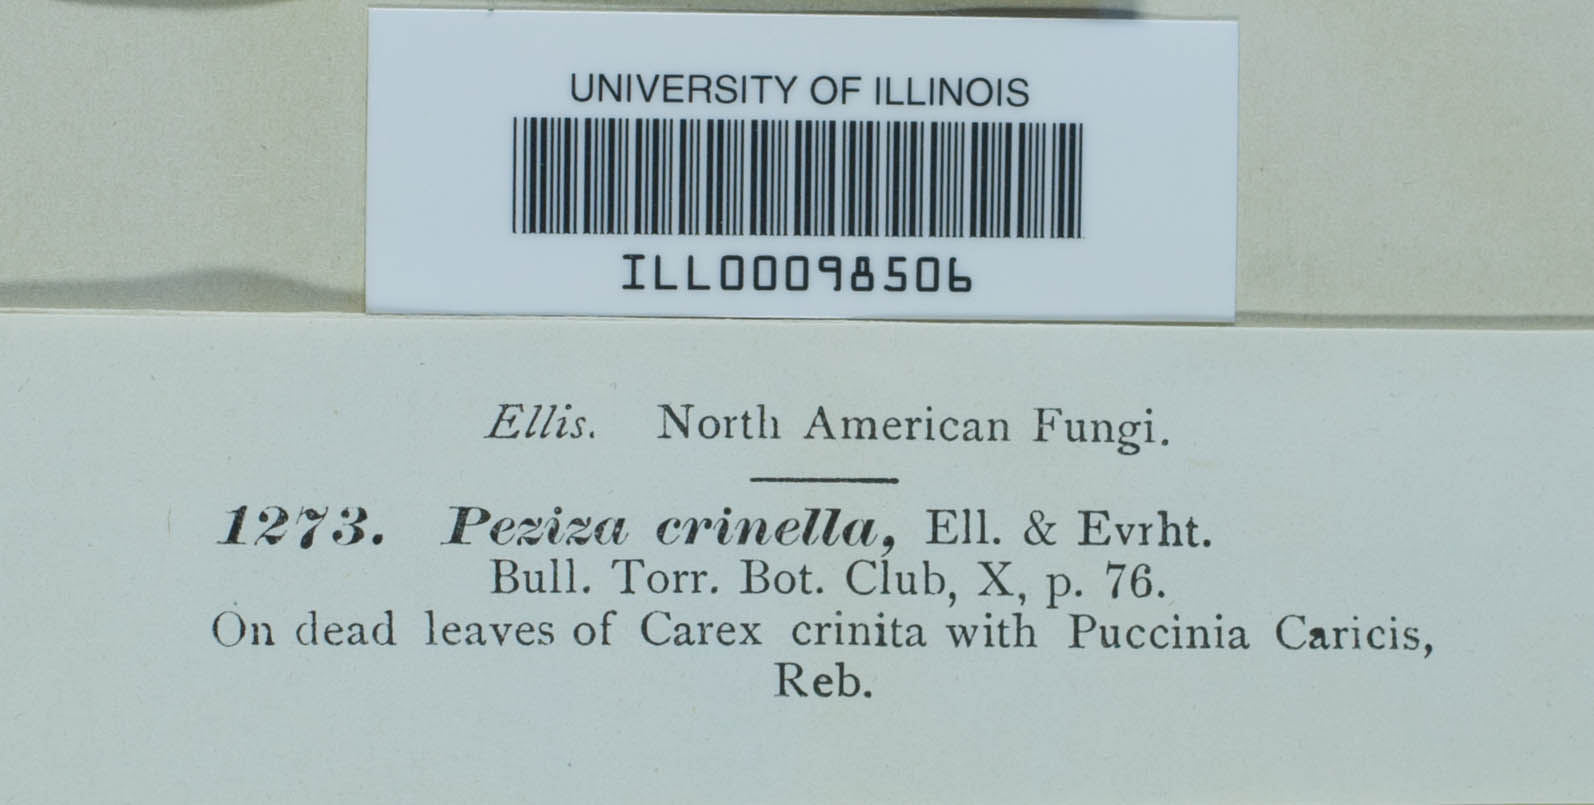 UNIVERSITY OF ILLINOIS
ILL00098506
Ellis. North American Fungi.
1273. Peziza crinella, Ell. & Evrht.
Bull. Torr. Bot. Club, X, p. 76.
On dead leaves of Carex crinita with Puccinia Caricis,
Reb.